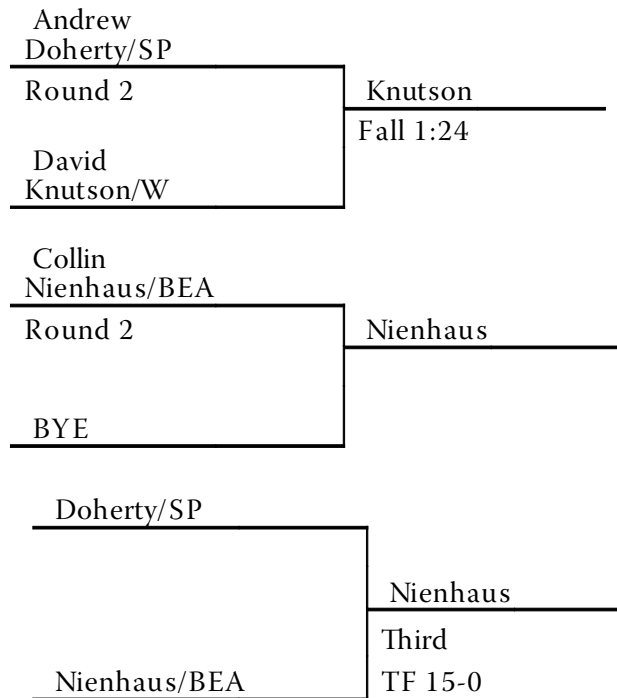 Andrew
Doherty/SP
Round 2
Knutson
Fall 1:24
David
Knutson/W
Collin
Nienhaus/BEA
Round 2
Nienhaus
BYE
Doherty/SP
Nienhaus
Third
Nienhaus/BEA
TF 15-0